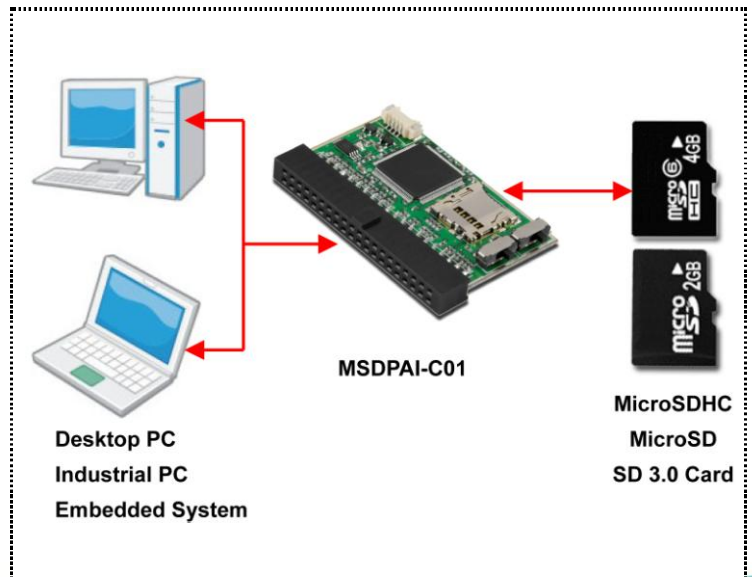 MSDPAI-C01
Desktop PC
Industrial PC
Embedded System
micro
SD
HC
6
4GB
micro
SD
2GB
MicroSDHC
MicroSD
SD 3.0 Card